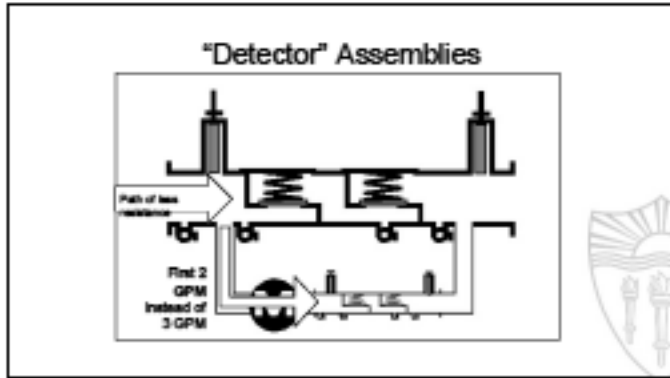 "Detector" Assemblies
Path of less
resistance
First 2
GPM
Instead of
3 GPM